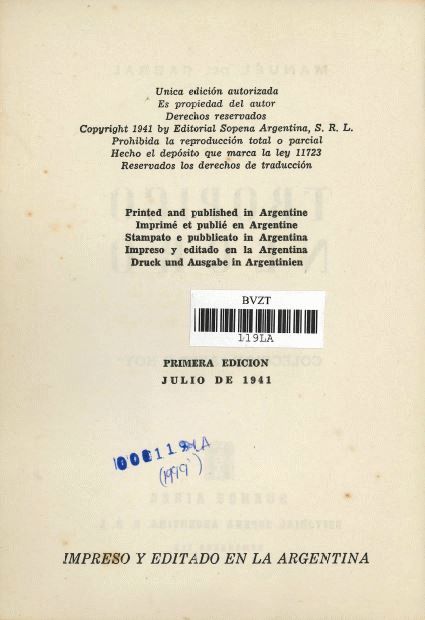 Unica edición autorizada
Es propiedad del autor
Derechos reservados
Copyright 1941 by Editorial Sopena Argentina, S. R. L.
Prohibida la reproducción total o parcial
Hecho el depósito que marca la ley 11723
Reservados los derechos de traducción
Printed and published in Argentine
Imprimé et publié en Argentine
Stampato e pubblicato in Argentina
Impreso y editado en la Argentina
Druck und Ausgabe in Argentinien
BVZT
119LA
PRIMERA EDICION
JULIO DE 1941
(1999)
IMPRESO Y EDITADO EN LA ARGENTINA